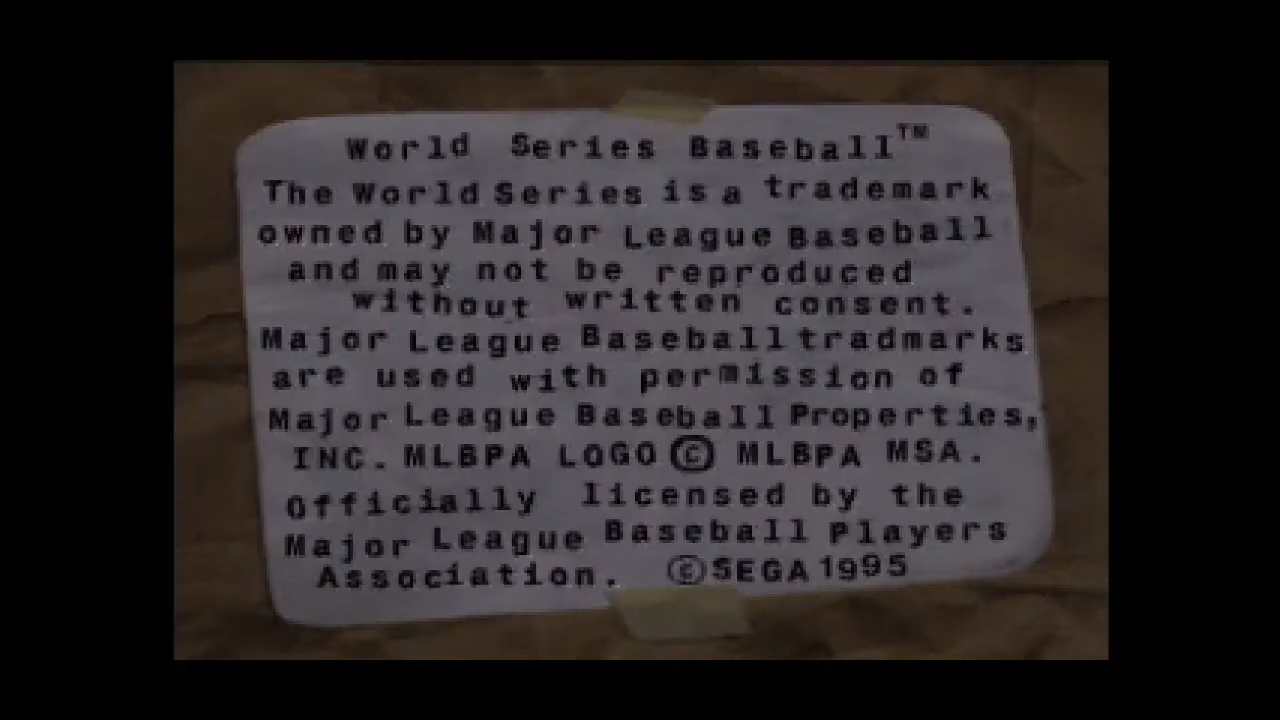 World Series Baseball™
The World Series is a trademark
owned by Major League Baseball
and may not be reproduced
without written consent.
Major League Baseball tradmarks
are used with permission of
Major League Baseball Properties,
INC. MLBPA LOGO © MLBPA MSA.
Officially licensed by the
Major League Baseball Players
Association. ©SEGA 1995